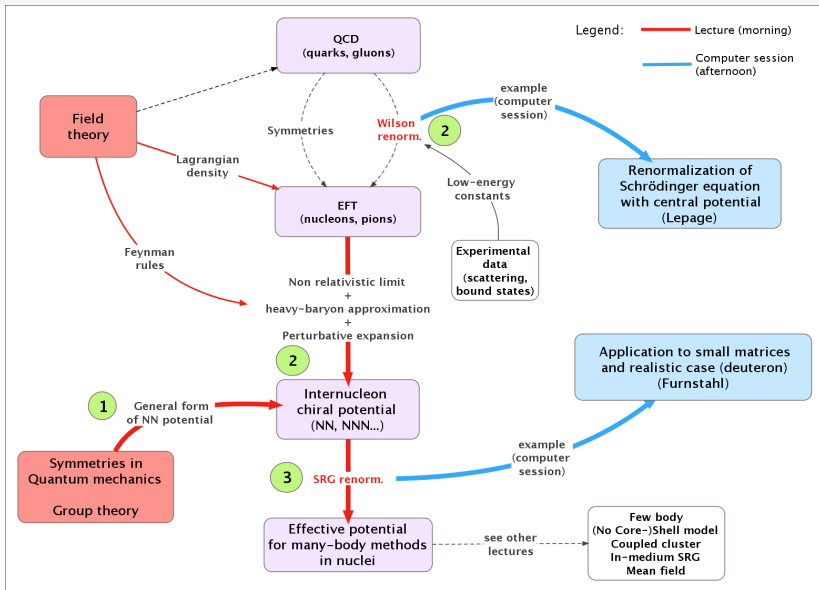 Legend:
Lecture (morning)
Computer session
(afternoon)
QCD
(quarks, gluons)
Field
theory
Symmetries
Wilson
renorm.
2
example
(computer
session)
Lagrangian
density
Low-energy
constants
Renormalization of
Schrödinger equation
with central potential
(Lepage)
EFT
(nucleons, pions)
Feynman
rules
Experimental
data
(scattering,
bound states)
Non relativistic limit
+
heavy-baryon approximation
+
Perturbative expansion
2
Application to small matrices
and realistic case (deuteron)
(Furnstahl)
1
General form
of NN potential
Internucleon
chiral potential
(NN, NNN...)
Symmetries in
Quantum mechanics
Group theory
3
SRG renorm.
example
(computer
session)
Effective potential
for many-body methods
in nuclei
see other
lectures
Few body
(No Core-)Shell model
Coupled cluster
In-medium SRG
Mean field